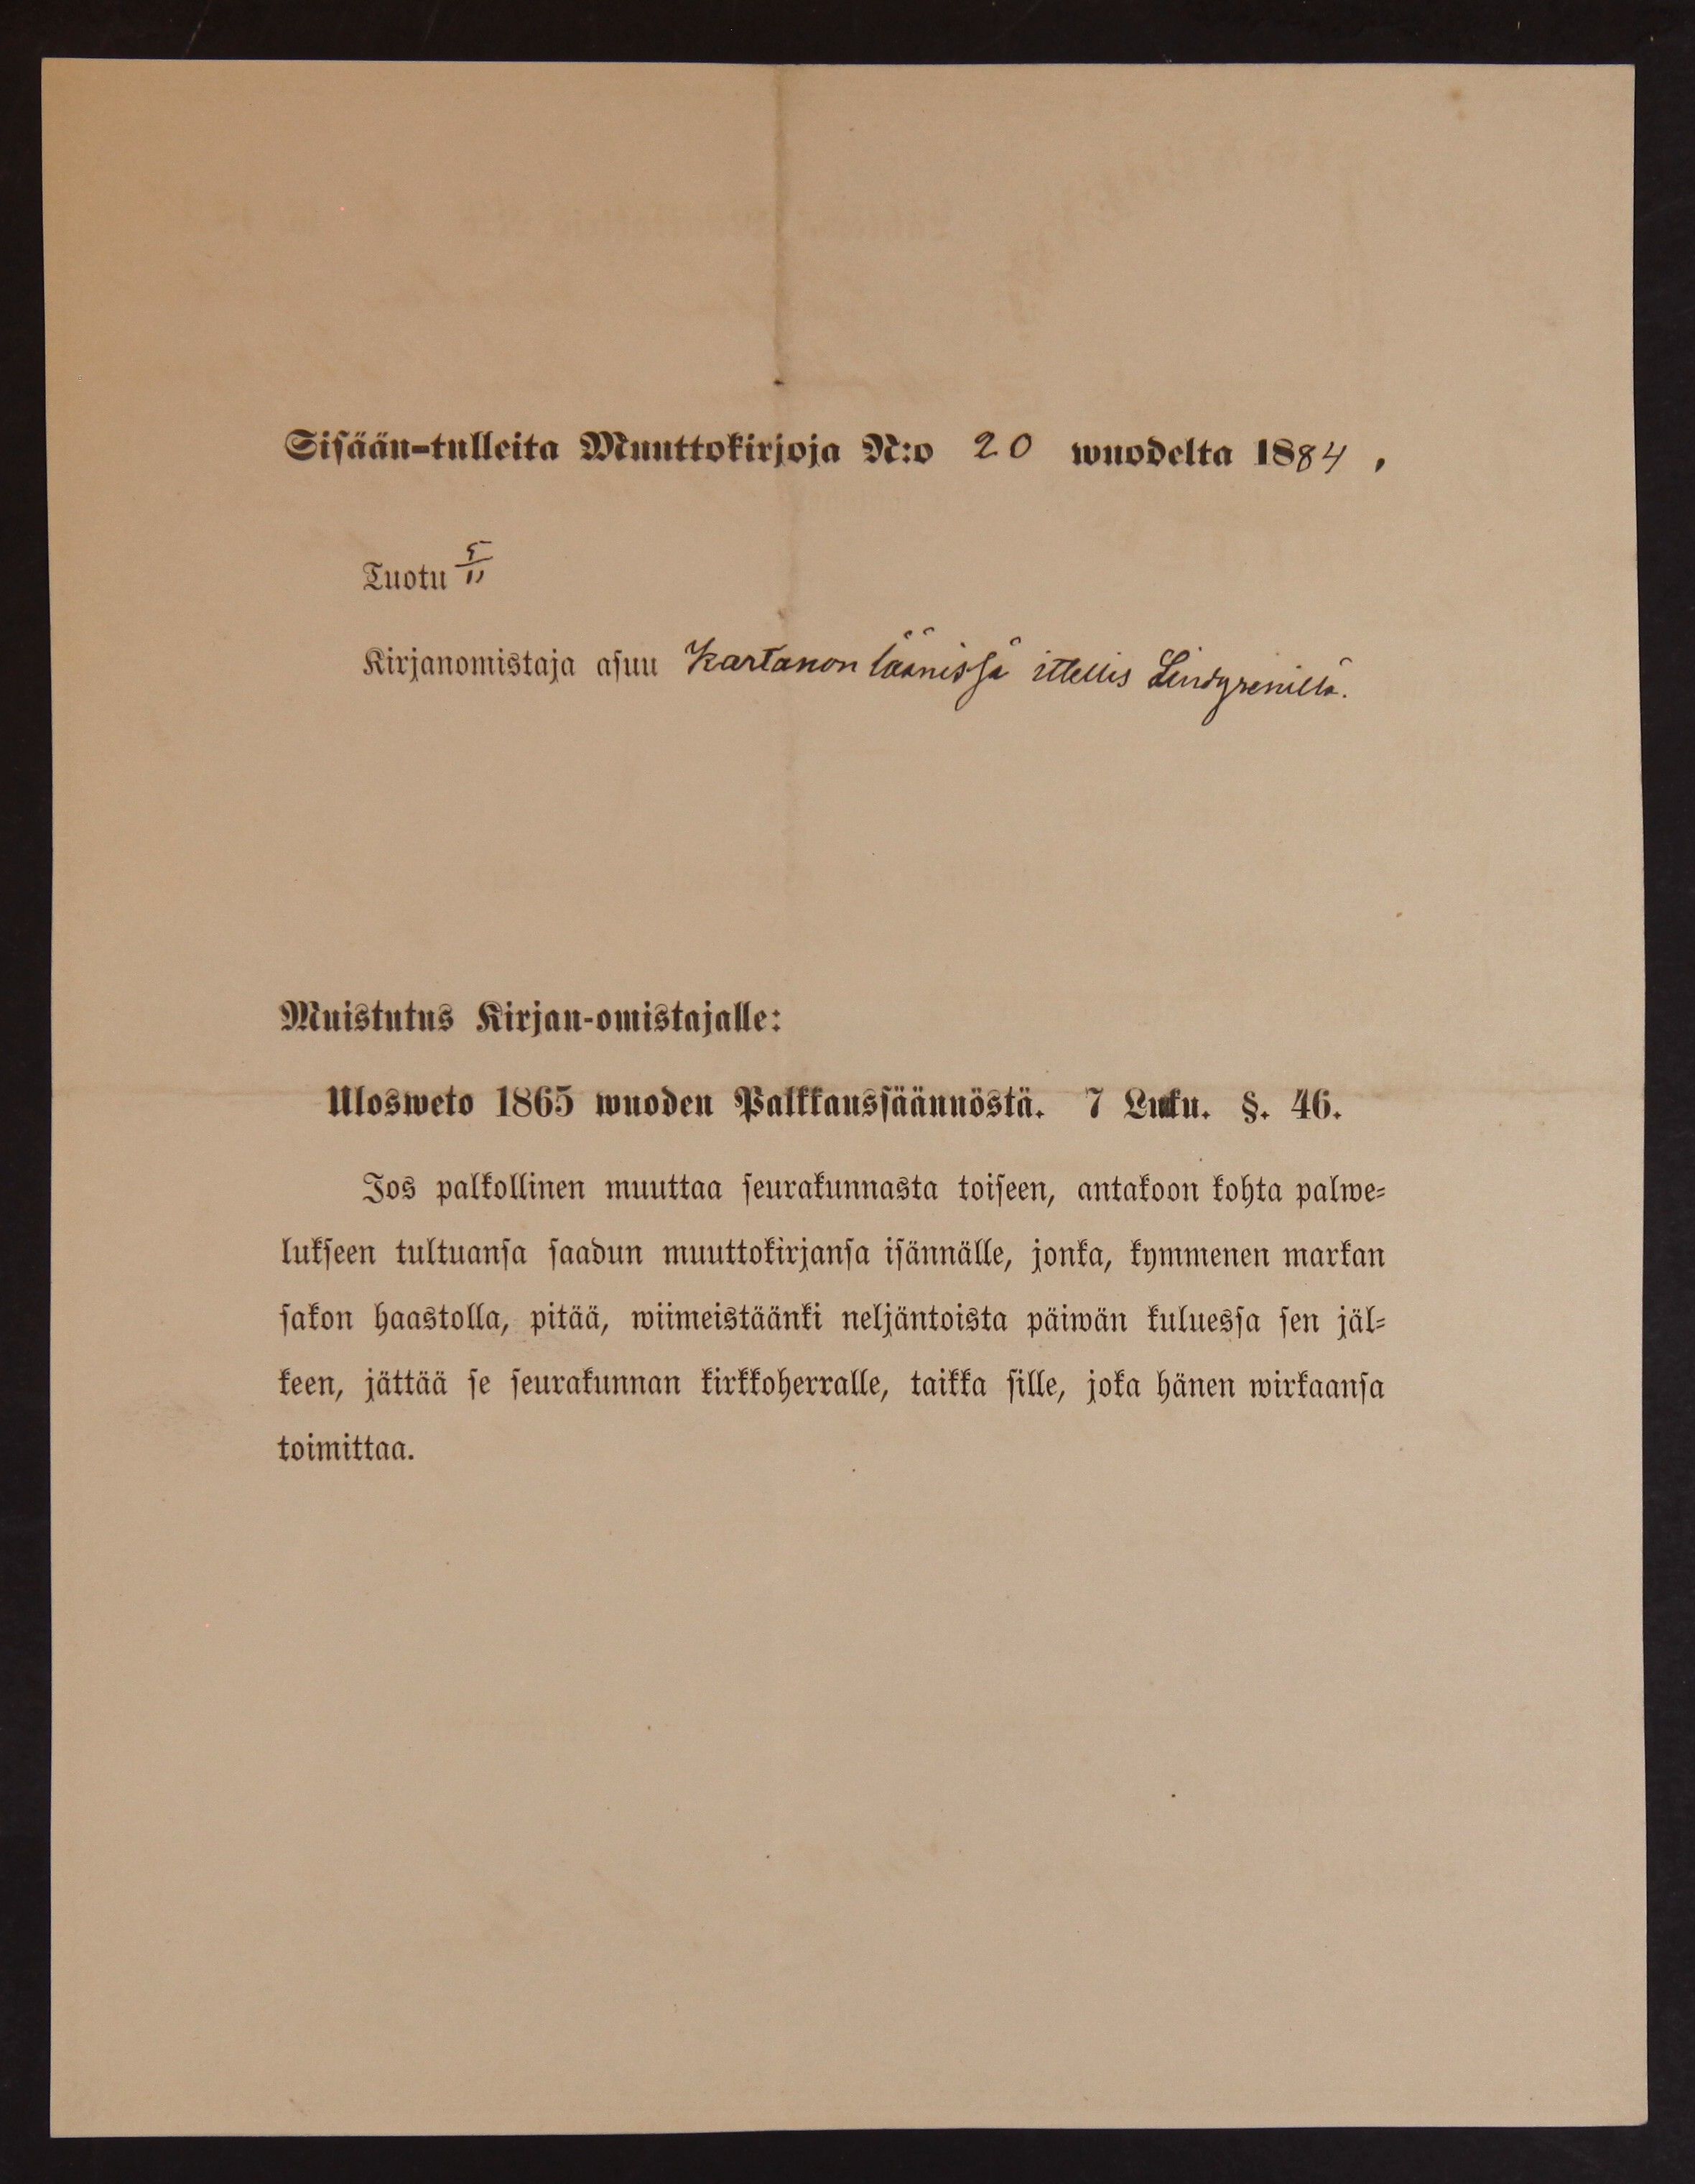 Sisään-tulleita Muuttokirjoja N:o 20 wuodelta 1884,
Tuotu 5/11
Kirjanomistaja asuu Kartanon läänissä ittellis Lindgrenillä.
Muistutus Kirjan-omistajalle:
Ulosweto 1865 wuoden Palkkaussäännöstä. 7 Luku. §. 46.
Jos palkollinen muuttaa seurakunnasta toiseen, antakoon kohta palwe-
lukseen tultuansa saadun muuttokirjansa isännälle, jonka, kymmenen markan
sakon haastolla, pitää, wiimeistäänki neljäntoista päiwän kuluessa sen jäl-
keen, jättää se seurakunnan kirkkoherralle, taikka sille, joka hänen wirkaansa
toimittaa.